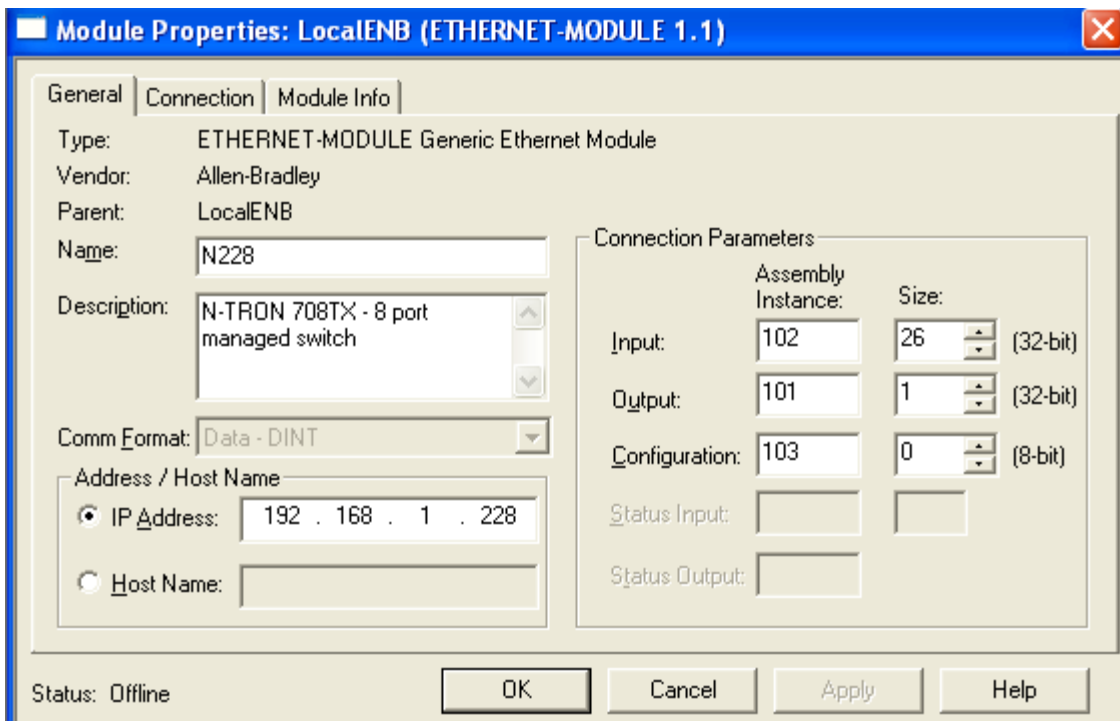 Module Properties: LocalENB (ETHERNET-MODULE 1.1)
General Connection Module Info
Type: ETHERNET-MODULE Generic Ethernet Module
Vendor: Allen-Bradley
Parent: LocalENB
Name: N228
Description: N-TRON 708TX - 8 port
managed switch
Comm Format: Data - DINT
Address / Host Name
IP Address: 192 . 168 . 1 . 228
Host Name:
Connection Parameters
Assembly
Instance: Size:
Input: 102 26 (32-bit)
Output: 101 1 (32-bit)
Configuration: 103 0 (8-bit)
Status Input:
Status Output:
Status: Offline OK Cancel Apply Help